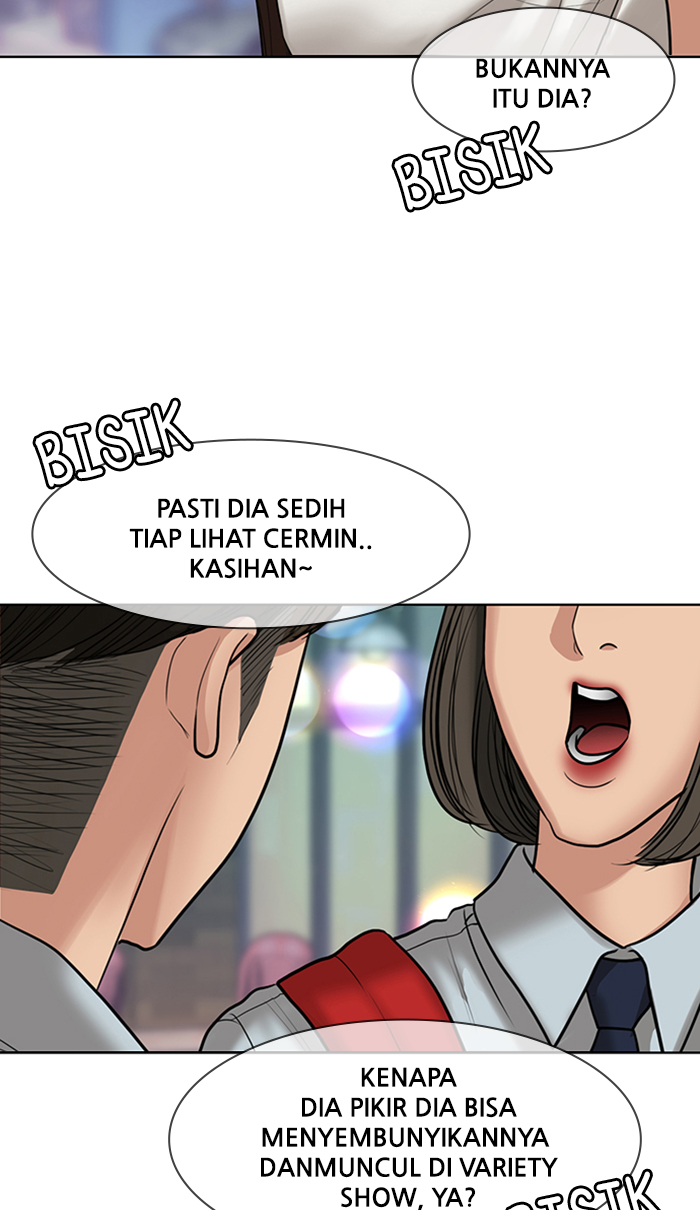 BUKANNYA
ITU DIA?
BISIK
BISIK
PASTI DIA SEDIH
TIAP LIHAT CERMIN..
KASIHAN~
KENAPA
DIA PIKIR DIA BISA
MENYEMBUNYIKANNYA
DANMUNCUL DI VARIETY
SHOW, YA?
BISIK